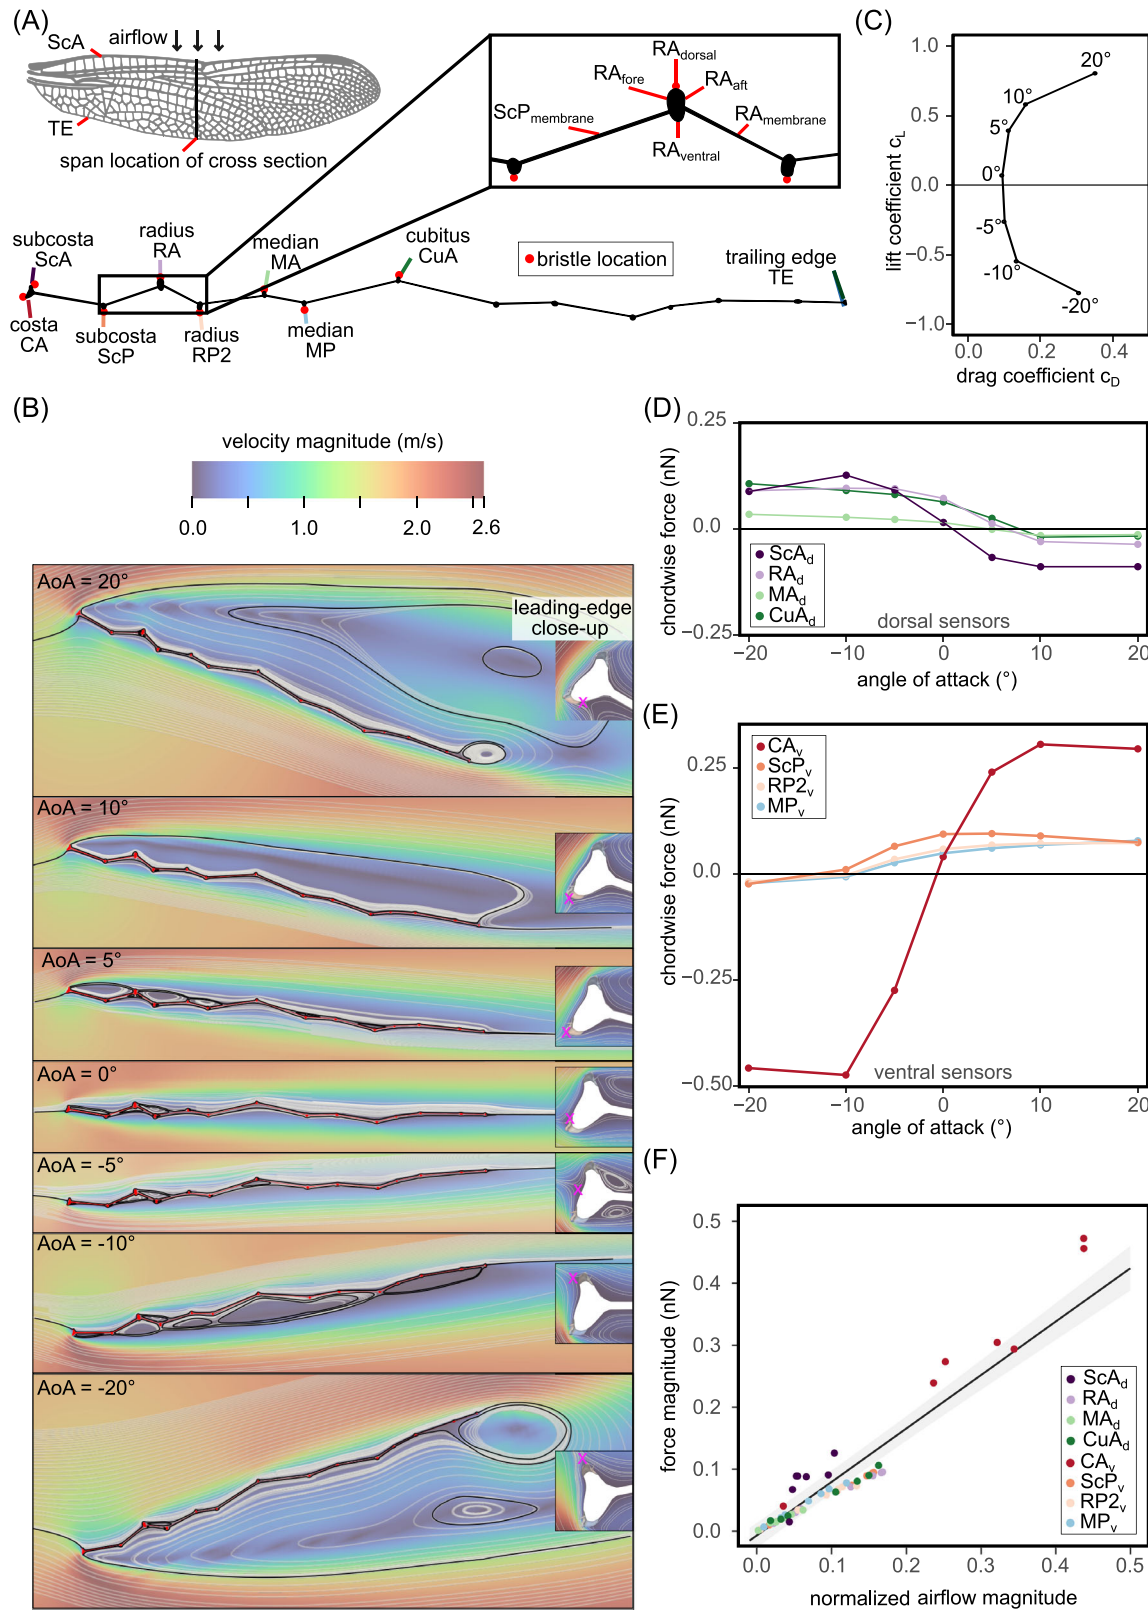 (A)
ScA
airflow
TE
span location of cross section
RAdorsal
RAfore
RAaft
ScPmembrane
RAmembrane
RAventral
subcosta
ScA
radius
RA
median
MA
cubitus
CuA
bristle location
trailing edge
TE
costa
CA
subcosta
ScP
radius
RP2
median
MP
(C)
lift coefficient cL
1.0
0.5
0.0
−0.5
−1.0
20°
10°
5°
0°
-5°
-10°
-20°
0.0 0.2 0.4
drag coefficient cD
(B)
velocity magnitude (m/s)
0.0 1.0 2.0 2.6
AoA = 20°
leading-edge
close-up
AoA = 10°
AoA = 5°
AoA = 0°
AoA = -5°
AoA = -10°
AoA = -20°
(D)
chordwise force (nN)
0.25
0.0
−0.25
ScAd
RAd
MAd
CuAd
dorsal sensors
−20 −10 0 10 20
angle of attack (°)
(E)
chordwise force (nN)
0.25
0.0
−0.25
−0.50
CAv
ScPv
RP2v
MPv
ventral sensors
−20 −10 0 10 20
angle of attack (°)
(F)
force magnitude (nN)
0.5
0.4
0.3
0.2
0.1
0.0
ScAd
RAd
MAd
CuAd
CAv
ScPv
RP2v
MPv
0.0 0.1 0.2 0.3 0.4 0.5
normalized airflow magnitude